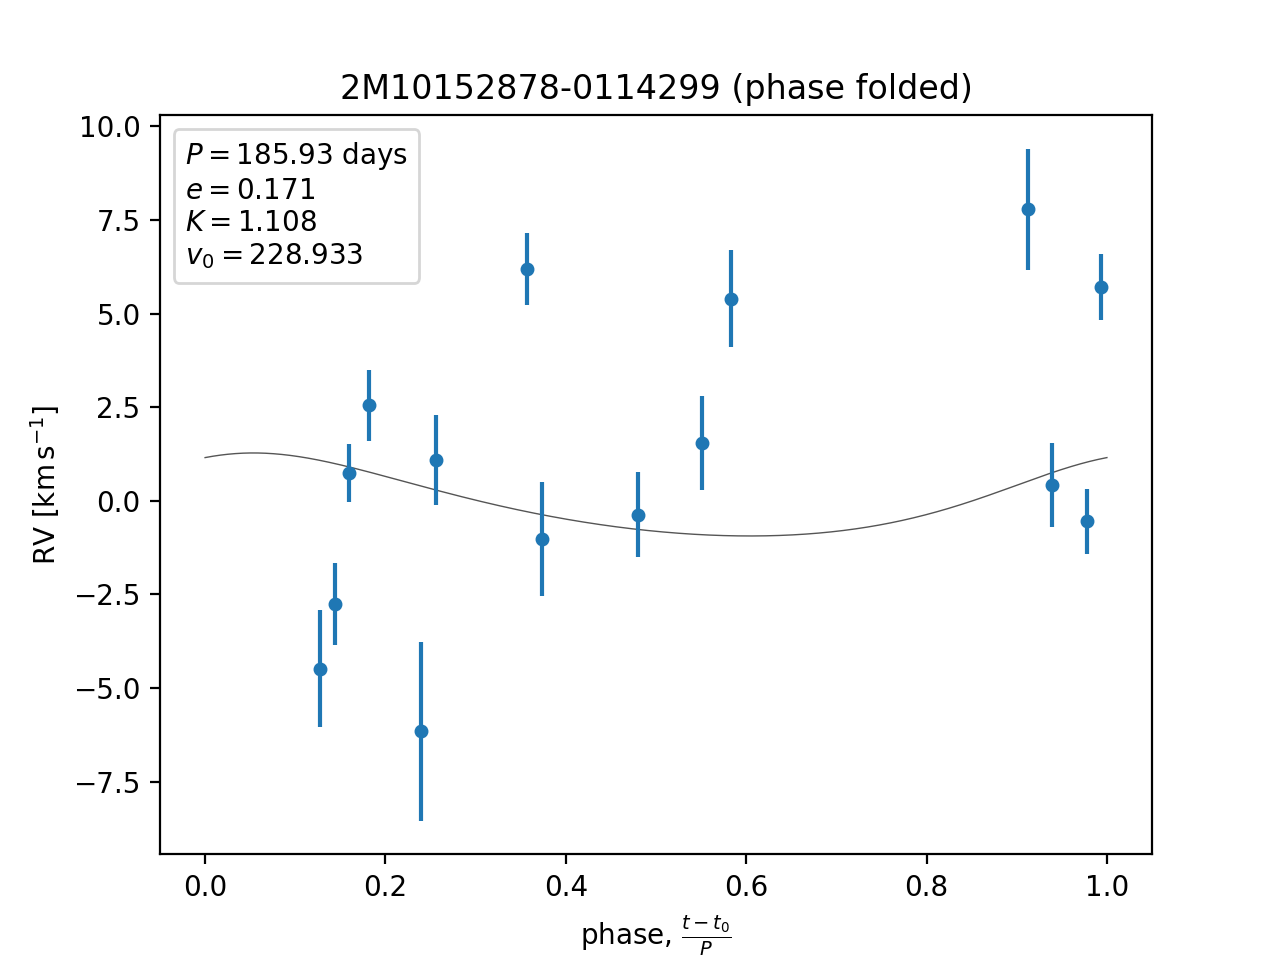 2M10152878-0114299 (phase folded)
P = 185.93 days
e = 0.171
K = 1.108
v₀ = 228.933
10.0
7.5
5.0
2.5
0.0
−2.5
−5.0
−7.5
RV [km s⁻¹]
0.0 0.2 0.4 0.6 0.8 1.0
phase, (t − t₀)/P